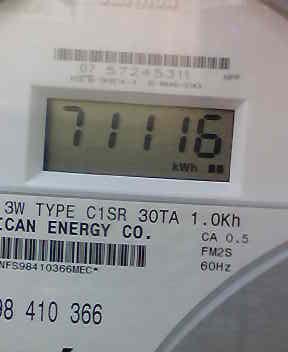 07 57245311
71116
kWh
3W TYPE C1SR 30TA 1.0Kh
ICAN ENERGY CO.
CA 0.5
FM2S
60Hz
NFS98410366MEC*
98 410 366